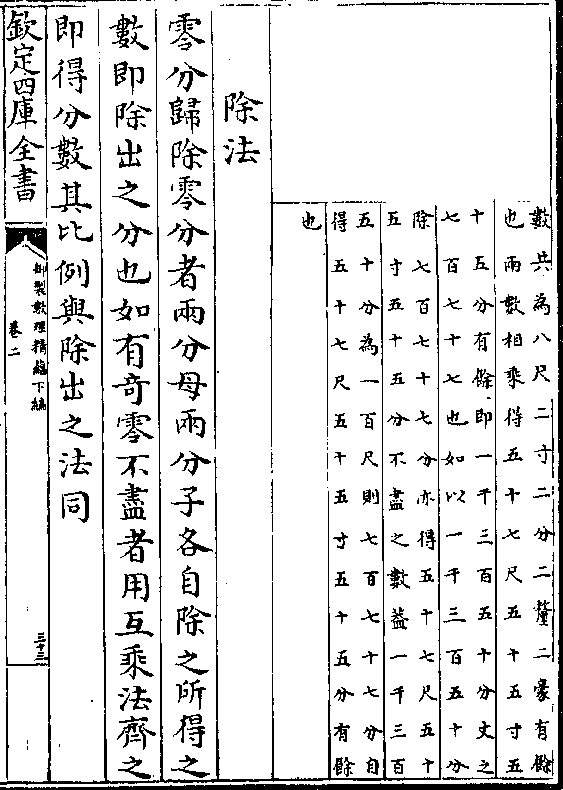 數共為八尺二寸二分二釐二豪有餘
也兩數相乘得五十七尺五十五寸五
十五分有餘即一千三百五十分丈之
七百七十七也如以一千三百五十分
除七百七十七分亦得五十七尺五十
五寸五十五分不盡之數葢一千三百
五十分為一百尺則七百七十七分自
得五十七尺五十五寸五十五分有餘
也
除法
零分歸除零分者兩分母兩分子各自除之所得之
數即除出之分也如有奇零不盡者用互乘法齊之
即得分數其比例與除出之法同
欽定四庫全書
御製數理精蘊下編
卷二
三十三